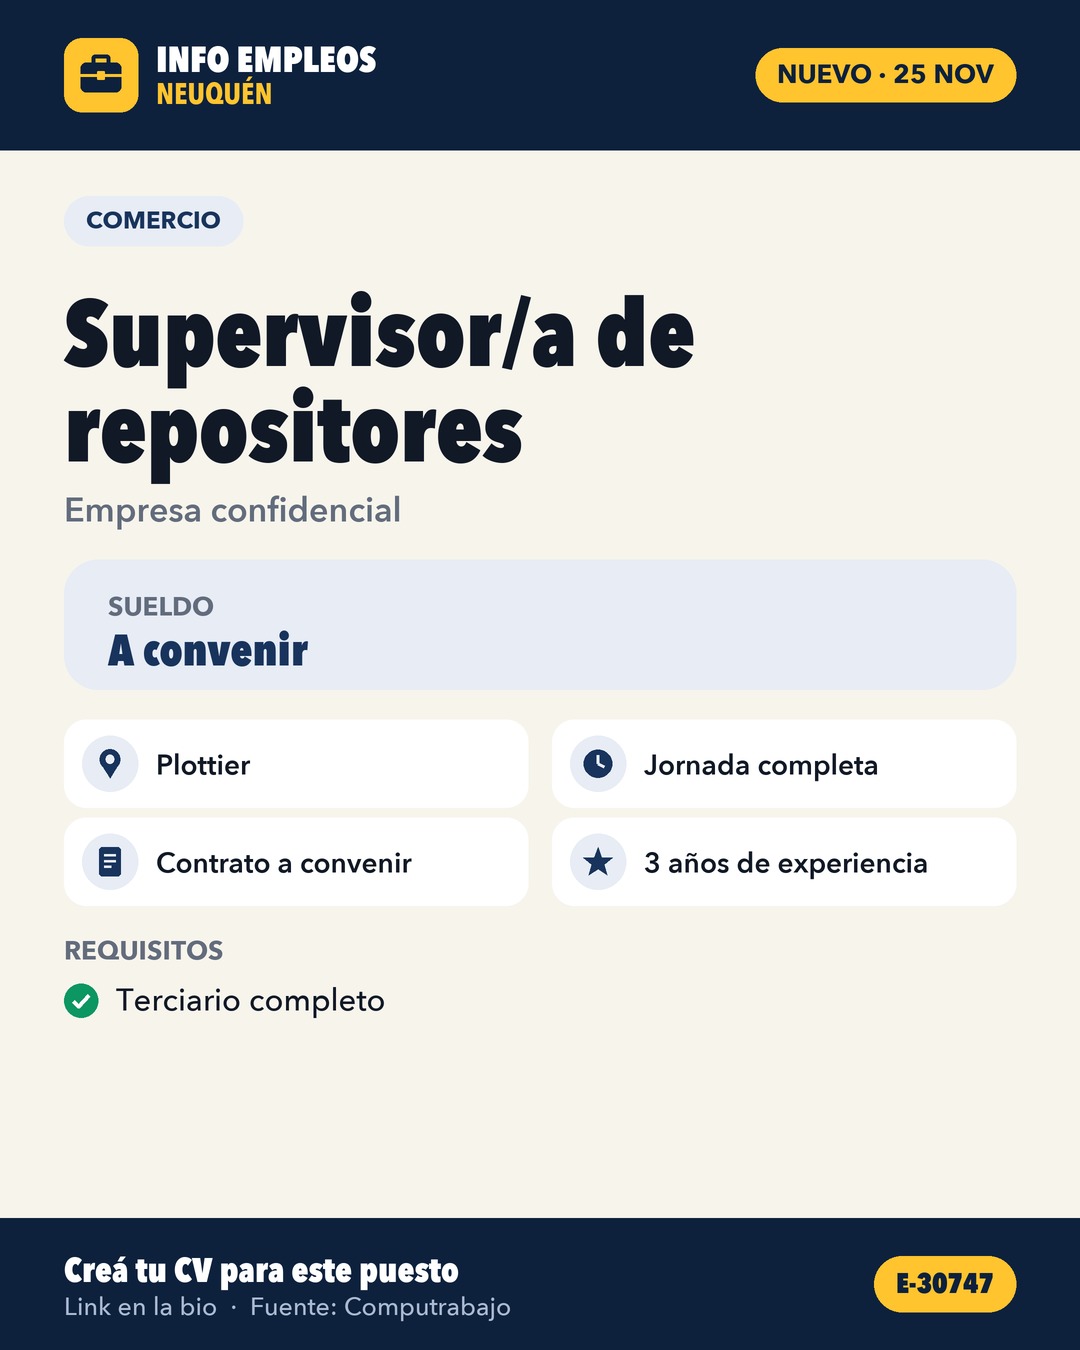 INFO EMPLEOS
NEUQUÉN
NUEVO · 25 NOV
COMERCIO
Supervisor/a de
repositores
Empresa confidencial
SUELDO
A convenir
Plottier
Jornada completa
Contrato a convenir
3 años de experiencia
REQUISITOS
Terciario completo
Creá tu CV para este puesto
Link en la bio · Fuente: Computrabajo
E-30747